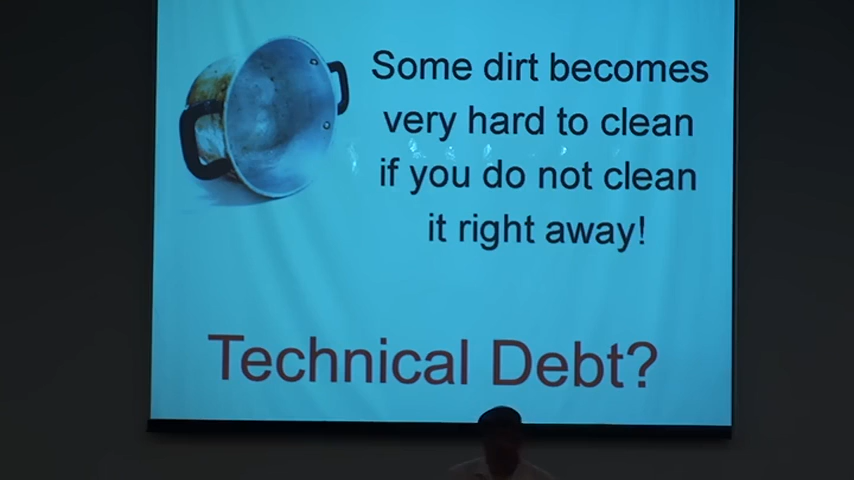 Some dirt becomes
very hard to clean
if you do not clean
it right away!
Technical Debt?